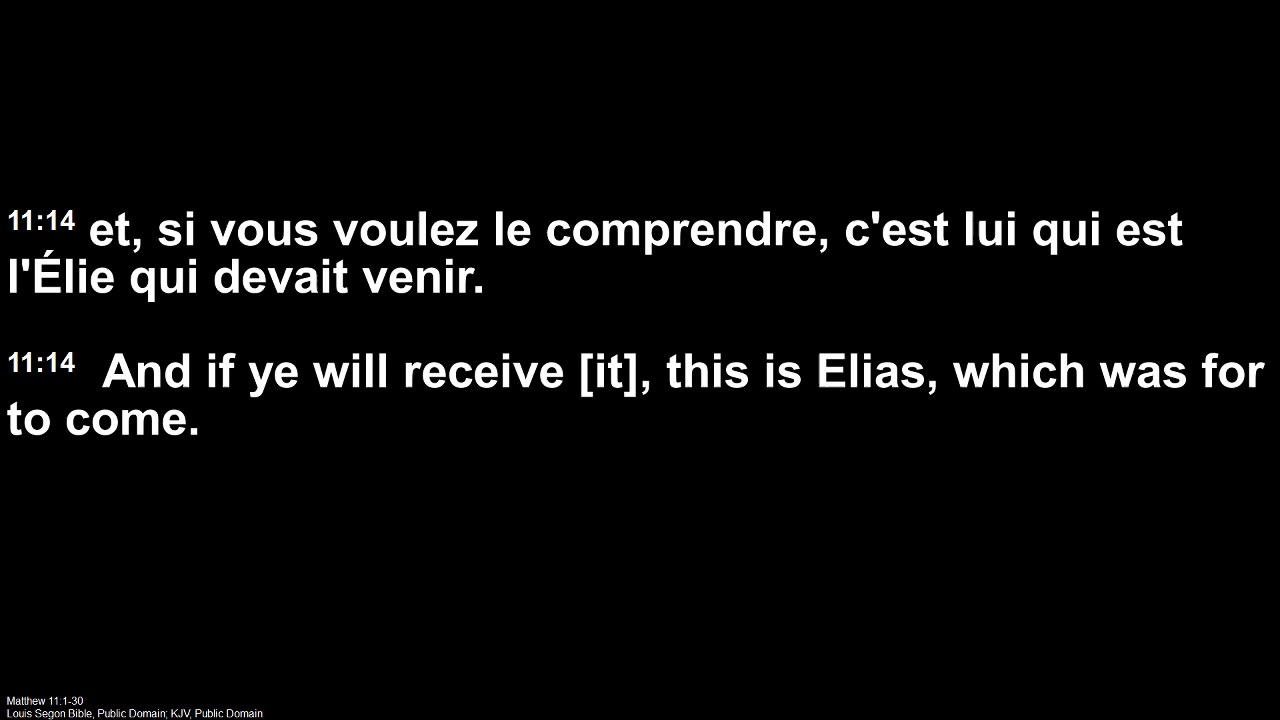 11:14 et, si vous voulez le comprendre, c'est lui qui est
l'Élie qui devait venir.
11:14 And if ye will receive [it], this is Elias, which was for
to come.
Matthew 11:1-30
Louis Segon Bible, Public Domain; KJV, Public Domain